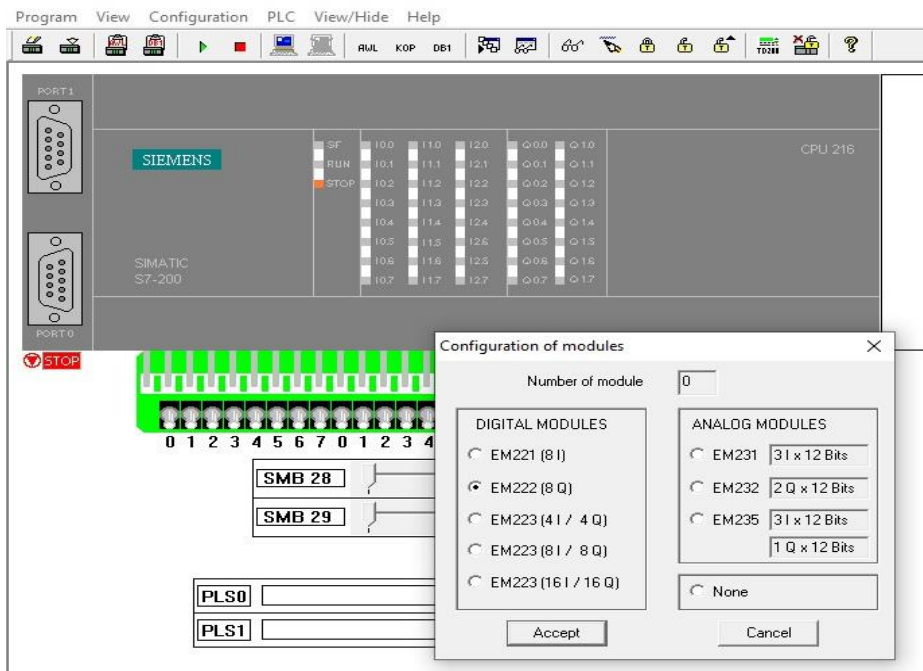 Program View Configuration PLC View/Hide Help
AWL KOP DB1 TD200
PORT 1
SIEMENS
SF I0.0 I1.0 I2.0 Q0.0 Q1.0
CPU 216
RUN I0.1 I1.1 I2.1 Q0.1 Q1.1
STOP I0.2 I1.2 I2.2 Q0.2 Q1.2
I0.3 I1.3 I2.3 Q0.3 Q1.3
I0.4 I1.4 I2.4 Q0.4 Q1.4
I0.5 I1.5 I2.6 Q0.5 Q1.5
SIMATIC I0.6 I1.6 I2.5 Q0.6 Q1.6
S7-200 I0.7 I1.7 I2.7 Q0.7 Q1.7
PORT 0
STOP
0 1 2 3 4 5 6 7 0 1 2 3 4
SMB 28
SMB 29
PLS0
PLS1
Configuration of modules
Number of module 0
DIGITAL MODULES
EM221 (8 I)
EM222 (8 Q)
EM223 (4 I / 4 Q)
EM223 (8 I / 8 Q)
EM223 (16 I / 16 Q)
ANALOG MODULES
EM231 3 I x 12 Bits
EM232 2 Q x 12 Bits
EM235 3 I x 12 Bits
1 Q x 12 Bits
None
Accept Cancel